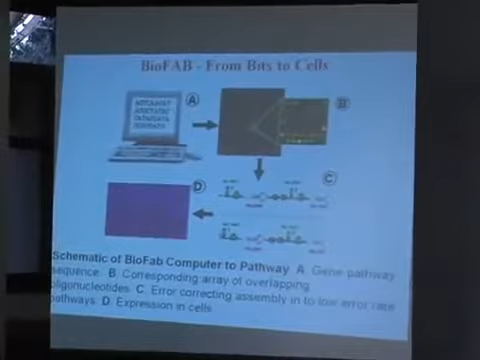 BioFAB - From Bits to Cells
A
B
C
D
Schematic of BioFab Computer to Pathway A. Gene pathway
sequence. B. Corresponding array of overlapping
oligonucleotides C. Error correcting assembly in to low error rate
pathways. D. Expression in cells